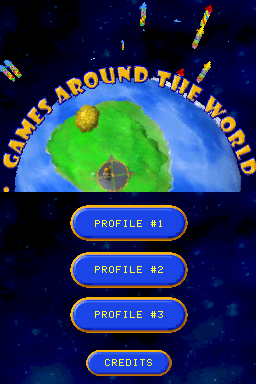 GAMES AROUND THE WORLD
PROFILE #1
PROFILE #2
PROFILE #3
CREDITS